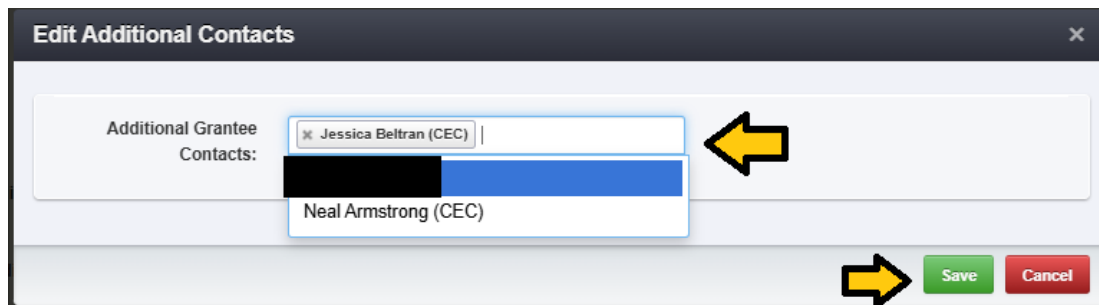 Edit Additional Contacts
Additional Grantee
Contacts:
Jessica Beltran (CEC)
Neal Armstrong (CEC)
Save
Cancel